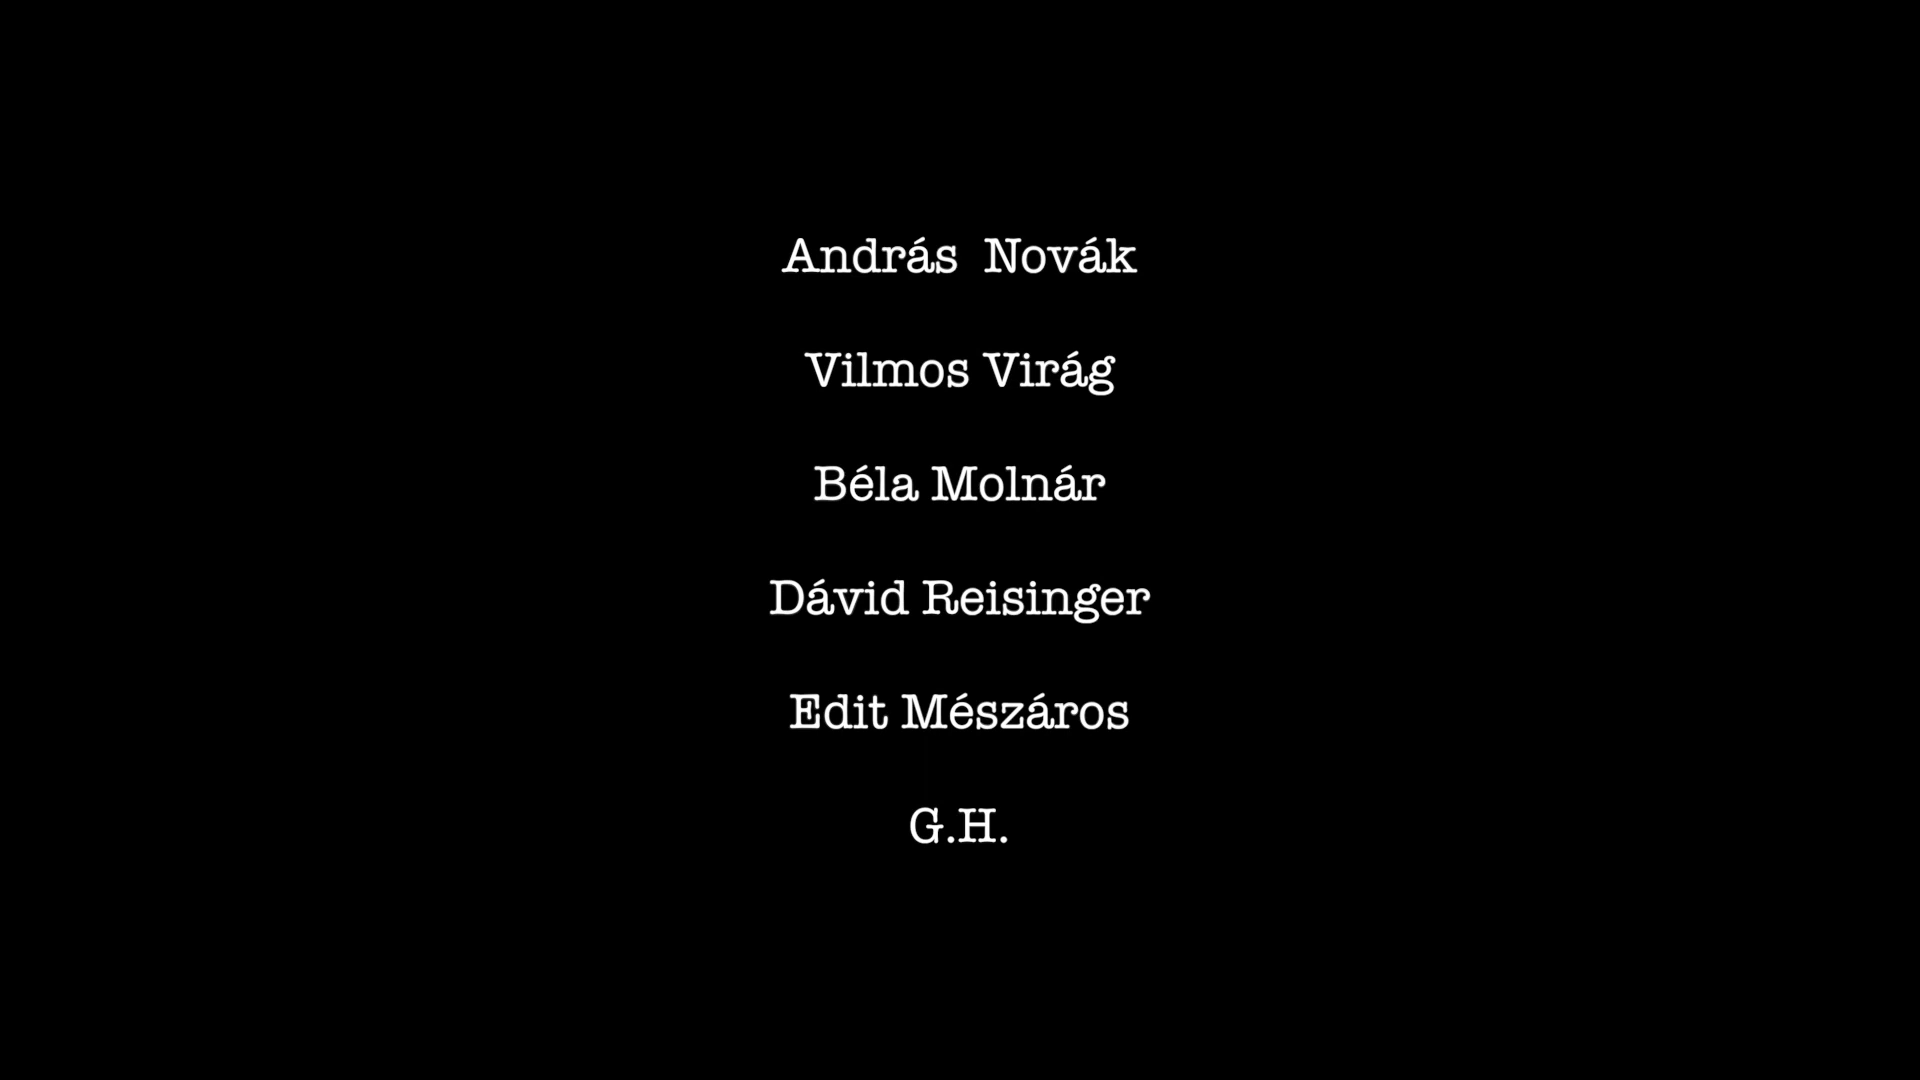 András  Novák
Vilmos Virág
Béla Molnár
Dávid Reisinger
Edit Mészáros
G.H.